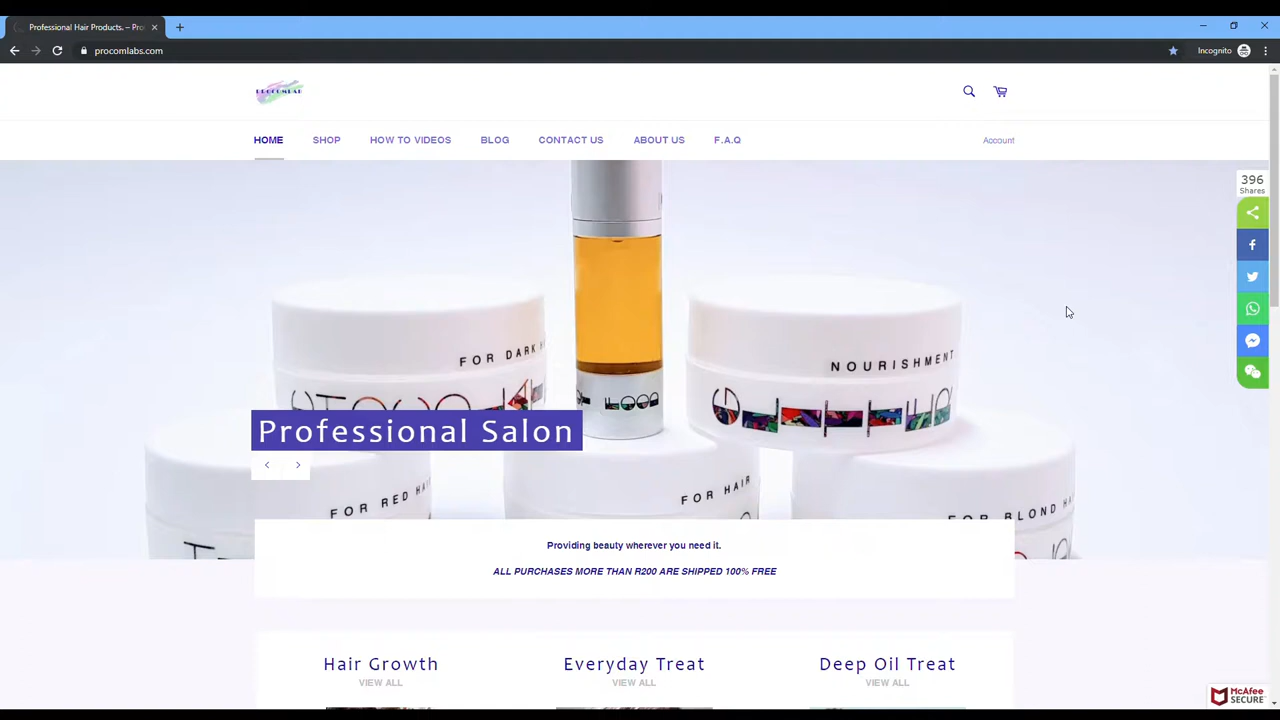 Professional Hair Products. – Pro
procomlabs.com
Incognito
PROCOMLAB
HOME SHOP HOW TO VIDEOS BLOG CONTACT US ABOUT US F.A.Q
Account
396
Shares
FOR DARK H
NOURISHMENT
Professional Salon
FOR RED HAI
FOR HAIR
FOR BLOND HA
Providing beauty wherever you need it.
ALL PURCHASES MORE THAN R200 ARE SHIPPED 100% FREE
Hair Growth
VIEW ALL
Everyday Treat
VIEW ALL
Deep Oil Treat
VIEW ALL
McAfee
SECURE